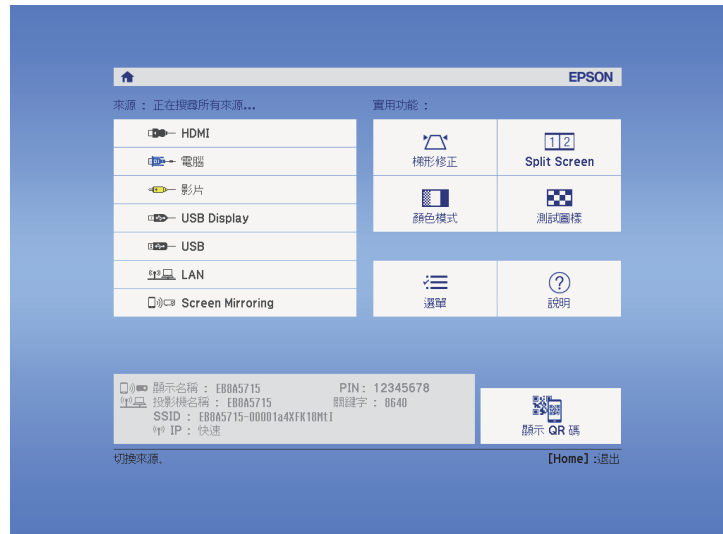 EPSON
來源 : 正在搜尋所有來源...
HDMI
電腦
影片
USB Display
USB
LAN
Screen Mirroring
實用功能 :
梯形修正
1 2
Split Screen
顏色模式
測試圖樣
選單
?
說明
顯示名稱 : EB8A5715 PIN : 12345678
投影機名稱 : EB8A5715 關鍵字 : 8640
SSID : EB8A5715-00001a4XFK18MtI
IP : 快速
顯示 QR 碼
切換來源. [Home] :退出